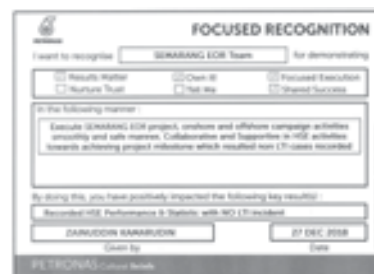 PETRONAS
FOCUSED RECOGNITION
I want to recognise SEMARANG EOR Team for demonstrating
Results Matter Own it! Focused Execution
Nurture Trust Tell Me Shared Success
In the following manner :
Execute SEMARANG EOR project, onshore and offshore campaign activities
smoothly and safe manner. Collaborative and Supportive in HSE activities
towards achieving project milestone which resulted non LTI cases recorded
By doing this, you have positively impacted the following key result(s) :
Recorded HSE Performance & Statistic with NO LTI incident
ZAINUDDIN KAMARUDIN 27 DEC 2018
Given by Date
PETRONAS Cultural Beliefs